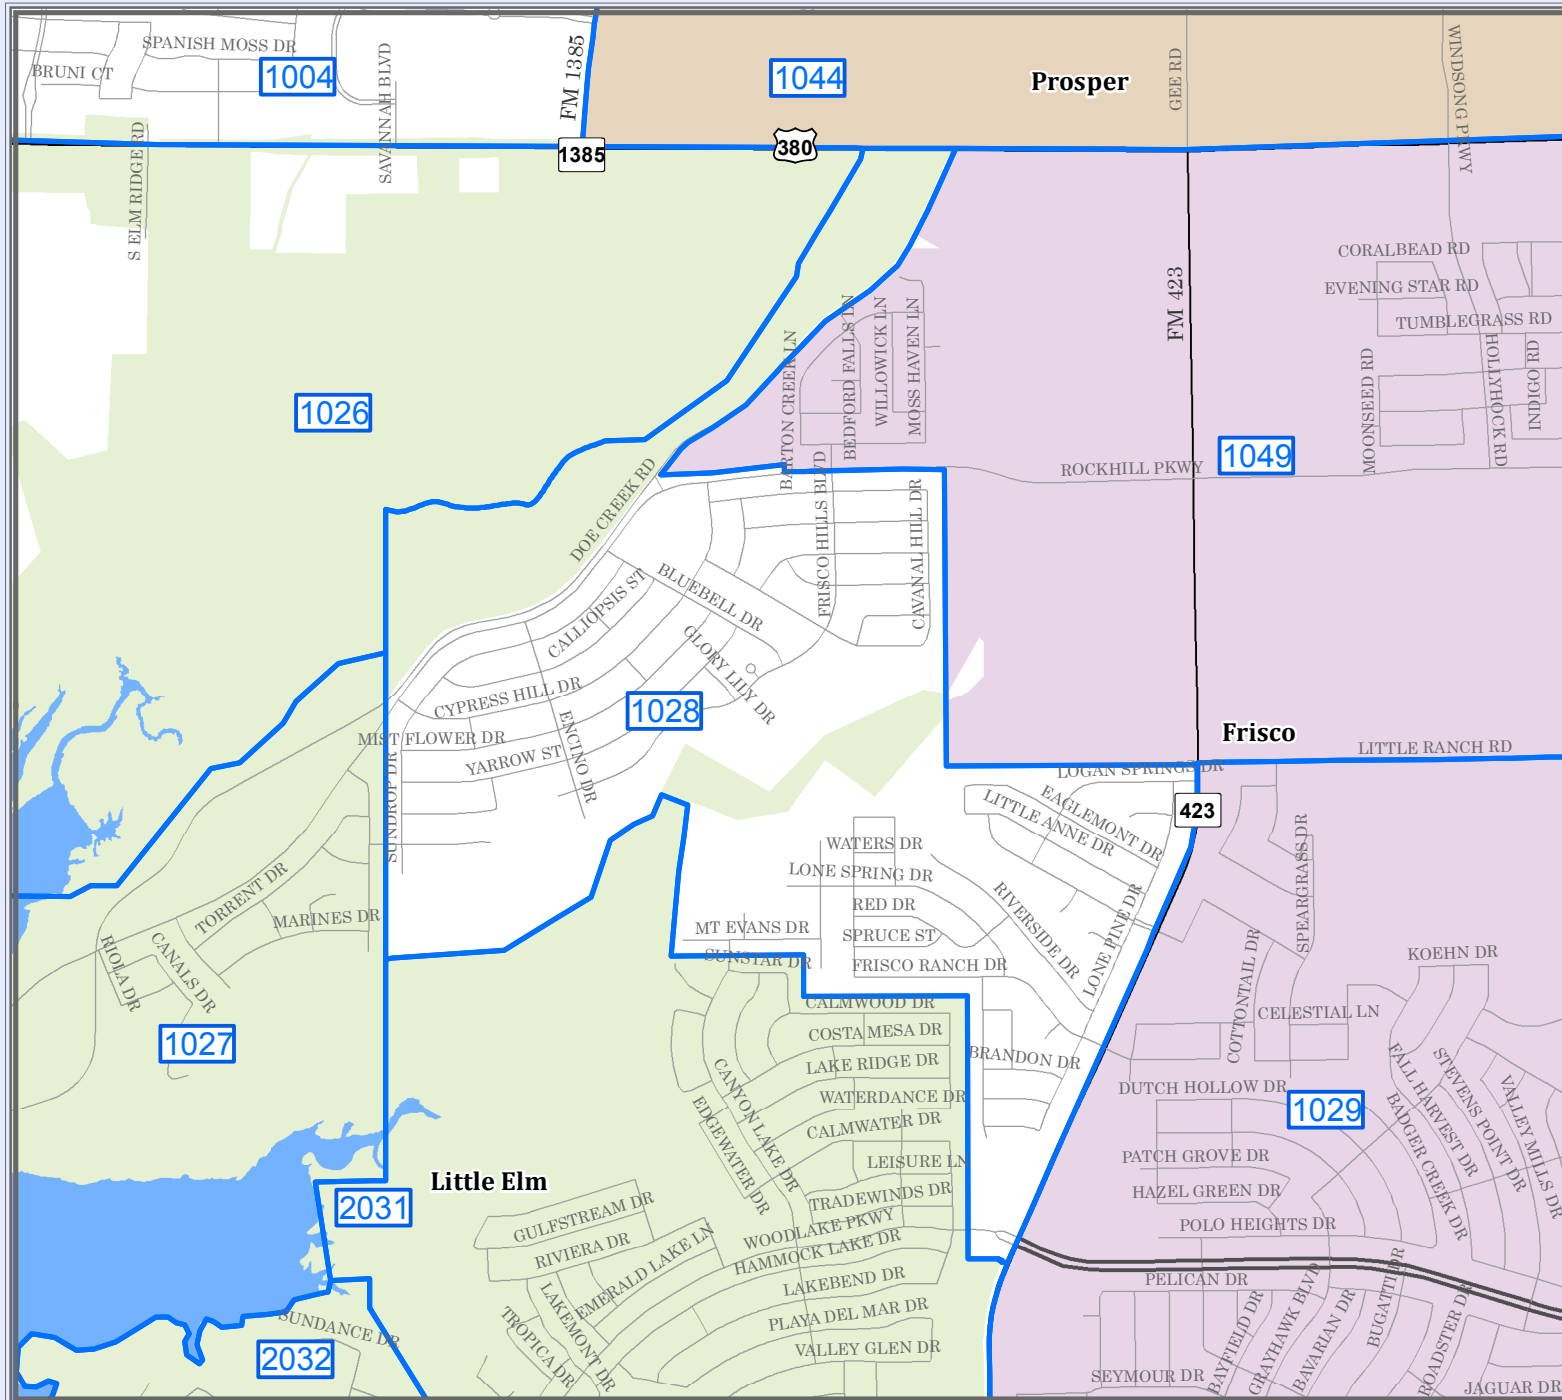 SPANISH MOSS DR
BRUNI CT
1004
SAVANNAH BLVD
FM 1385
1044
Prosper
GEE RD
WINDSONG PKWY
S ELM RIDGE RD
1385
380
CORALBEAD RD
EVENING STAR RD
TUMBLEGRASS RD
FM 423
HOLLYHOCK RD
INDIGO RD
MOONSEED RD
BARTON CREEK LN
BEDFORD FALLS LN
WILLOWICK LN
MOSS HAVEN LN
1026
1049
ROCKHILL PKWY
DOE CREEK RD
FRISCO HILLS BLVD
CAVANAL HILL DR
CALLIOPSIS ST
BLUEBELL DR
GLORY LILY DR
CYPRESS HILL DR
1028
MIST FLOWER DR
YARROW ST
ENCINO DR
SUNDROP DR
Frisco
LITTLE RANCH RD
LOGAN SPRINGS DR
EAGLEMONT DR
LITTLE ANNE DR
423
WATERS DR
LONE SPRING DR
RED DR
SPRUCE ST
MT EVANS DR
SUNSTAR DR
FRISCO RANCH DR
RIVERSIDE DR
LONE PINE DR
SPEARGRASS DR
COTTONTAIL DR
KOEHN DR
CELESTIAL LN
TORRENT DR
MARINES DR
CANALS DR
RIOLA DR
1027
CALMWOOD DR
COSTA MESA DR
LAKE RIDGE DR
BRANDON DR
WATERDANCE DR
CALMWATER DR
CANYON LAKE DR
EDGEWATER DR
LEISURE LN
TRADEWINDS DR
WOODLAKE PKWY
HAMMOCK LAKE DR
LAKEBEND DR
PLAYA DEL MAR DR
VALLEY GLEN DR
DUTCH HOLLOW DR
1029
FALL HARVEST DR
STEVENS POINT DR
VALLEY MILLS DR
BADGER CREEK DR
PATCH GROVE DR
HAZEL GREEN DR
POLO HEIGHTS DR
Little Elm
2031
GULFSTREAM DR
RIVIERA DR
EMERALD LAKE LN
LAKEMONT DR
TROPICA DR
SUNDANCE DR
2032
PELICAN DR
BAYFIELD DR
GRAYHAWK BLVD
BAVARIAN DR
BUGATTI DR
ROADSTER DR
SEYMOUR DR
JAGUAR DR